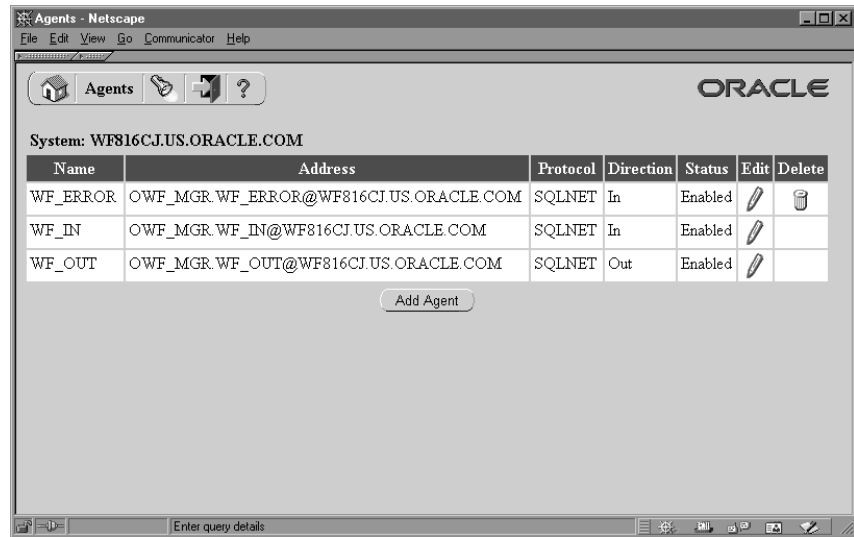 Agents - Netscape
File Edit View Go Communicator Help
Agents ?
ORACLE
System: WF816CJ.US.ORACLE.COM
Name Address Protocol Direction Status Edit Delete
WF_ERROR OWF_MGR.WF_ERROR@WF816CJ.US.ORACLE.COM SQLNET In Enabled
WF_IN OWF_MGR.WF_IN@WF816CJ.US.ORACLE.COM SQLNET In Enabled
WF_OUT OWF_MGR.WF_OUT@WF816CJ.US.ORACLE.COM SQLNET Out Enabled
Add Agent
Enter query details